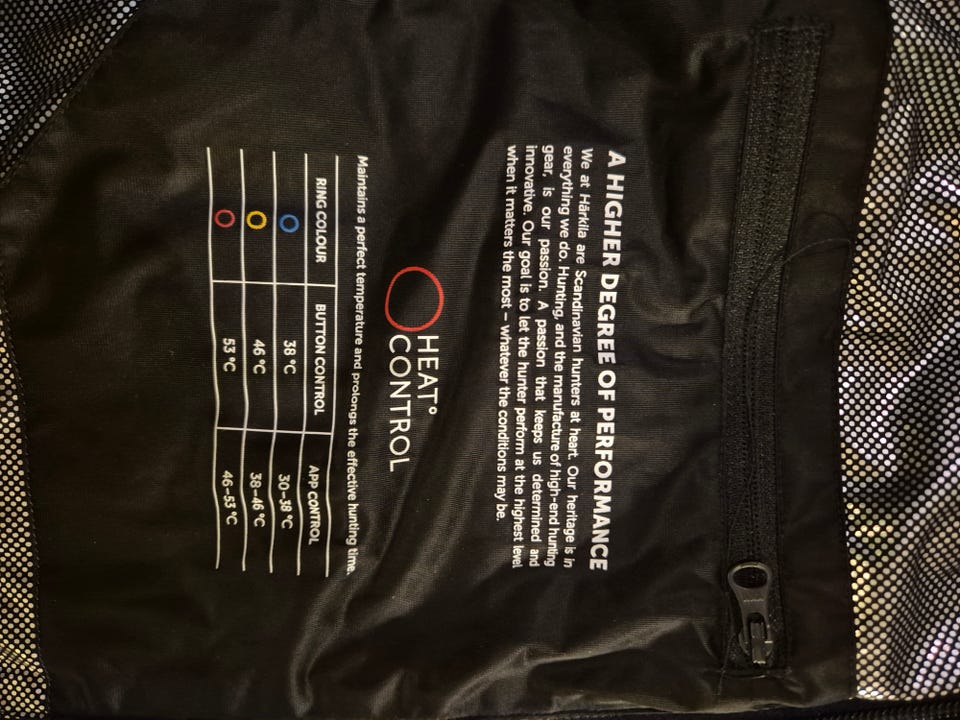 A HIGHER DEGREE OF PERFORMANCE
We at Härkila are Scandinavian hunters at heart. Our heritage is in
everything we do. Hunting, and the manufacture of high-end hunting
gear, is our passion. A passion that keeps us determined and
innovative. Our goal is to let the hunter perform at the highest level
when it matters the most – whatever the conditions may be.
HEAT°
CONTROL
Maintains a perfect temperature and prolongs the effective hunting time.
RING COLOUR BUTTON CONTROL APP CONTROL
38 °C 30–38 °C
46 °C 38–46 °C
53 °C 46–53 °C